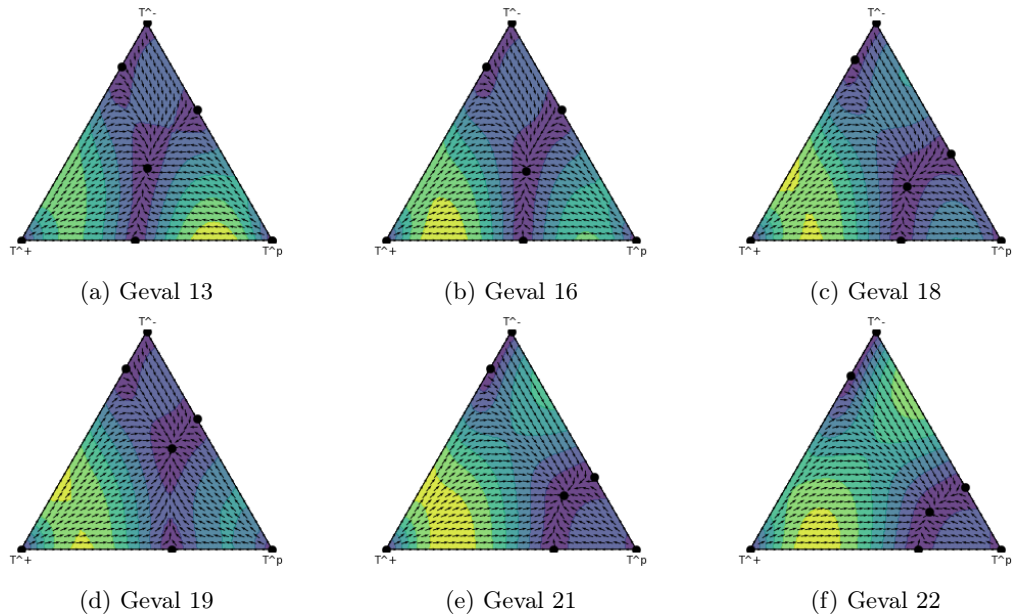 T^- T^- T^-
T^+ T^p T^+ T^p T^+ T^p
(a) Geval 13 (b) Geval 16 (c) Geval 18
T^- T^- T^-
T^+ T^p T^+ T^p T^+ T^p
(d) Geval 19 (e) Geval 21 (f) Geval 22